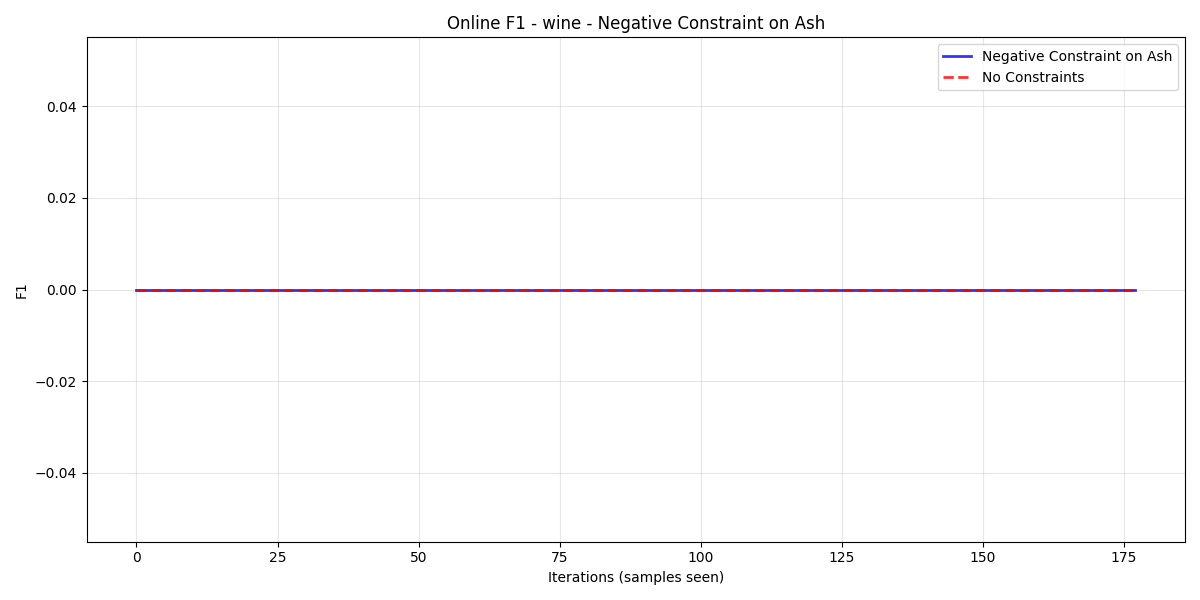 Online F1 - wine - Negative Constraint on Ash
Negative Constraint on Ash
No Constraints
F1
0.04
0.02
0.00
−0.02
−0.04
0
25
50
75
100
125
150
175
Iterations (samples seen)